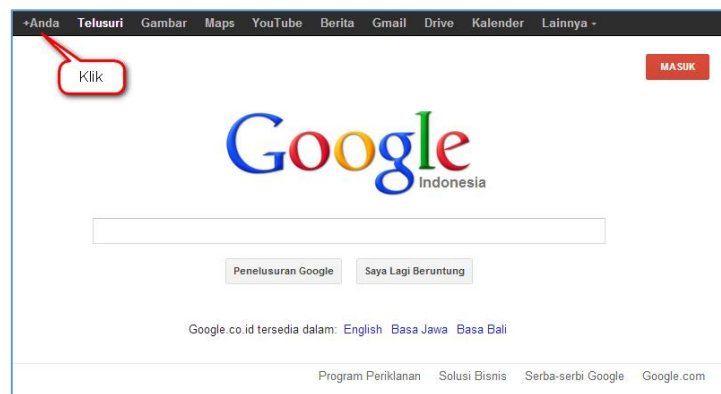 +Anda Telusuri Gambar Maps YouTube Berita Gmail Drive Kalender Lainnya
Klik
MASUK
Google
Indonesia
Penelusuran Google Saya Lagi Beruntung
Google.co.id tersedia dalam: English Basa Jawa Basa Bali
Program Periklanan Solusi Bisnis Serba-serbi Google Google.com